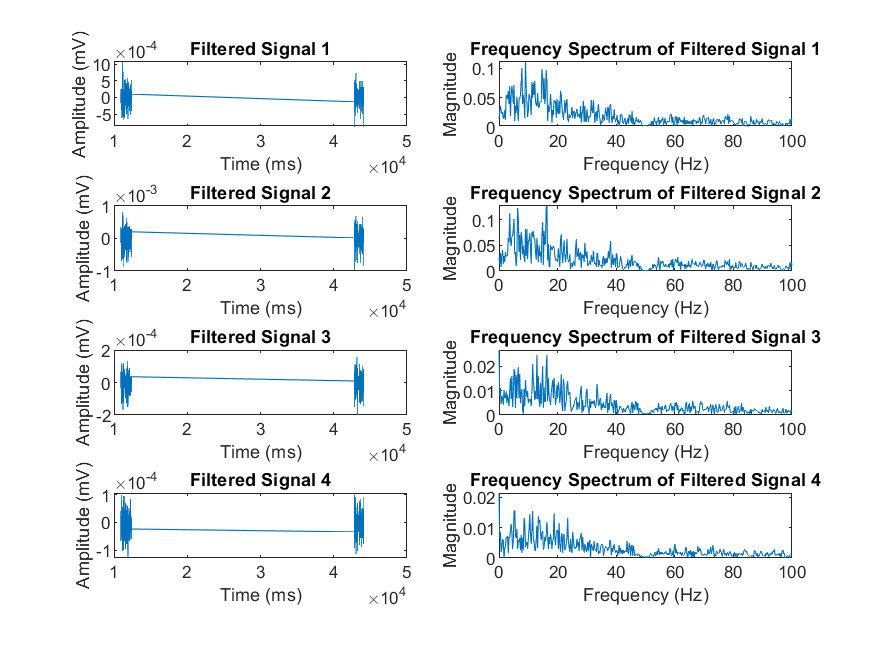 Filtered Signal 1
×10⁻⁴
Amplitude (mV)
10
5
0
-5
1 2 3 4 5
Time (ms)
×10⁴
Frequency Spectrum of Filtered Signal 1
Magnitude
0.1
0.05
0
0 20 40 60 80 100
Frequency (Hz)
Filtered Signal 2
×10⁻³
Amplitude (mV)
1
0
-1
1 2 3 4 5
Time (ms)
×10⁴
Frequency Spectrum of Filtered Signal 2
Magnitude
0.1
0.05
0
0 20 40 60 80 100
Frequency (Hz)
Filtered Signal 3
×10⁻⁴
Amplitude (mV)
2
0
-2
1 2 3 4 5
Time (ms)
×10⁴
Frequency Spectrum of Filtered Signal 3
Magnitude
0.02
0.01
0
0 20 40 60 80 100
Frequency (Hz)
Filtered Signal 4
×10⁻⁴
Amplitude (mV)
1
0
-1
1 2 3 4 5
Time (ms)
×10⁴
Frequency Spectrum of Filtered Signal 4
Magnitude
0.02
0.01
0
0 20 40 60 80 100
Frequency (Hz)